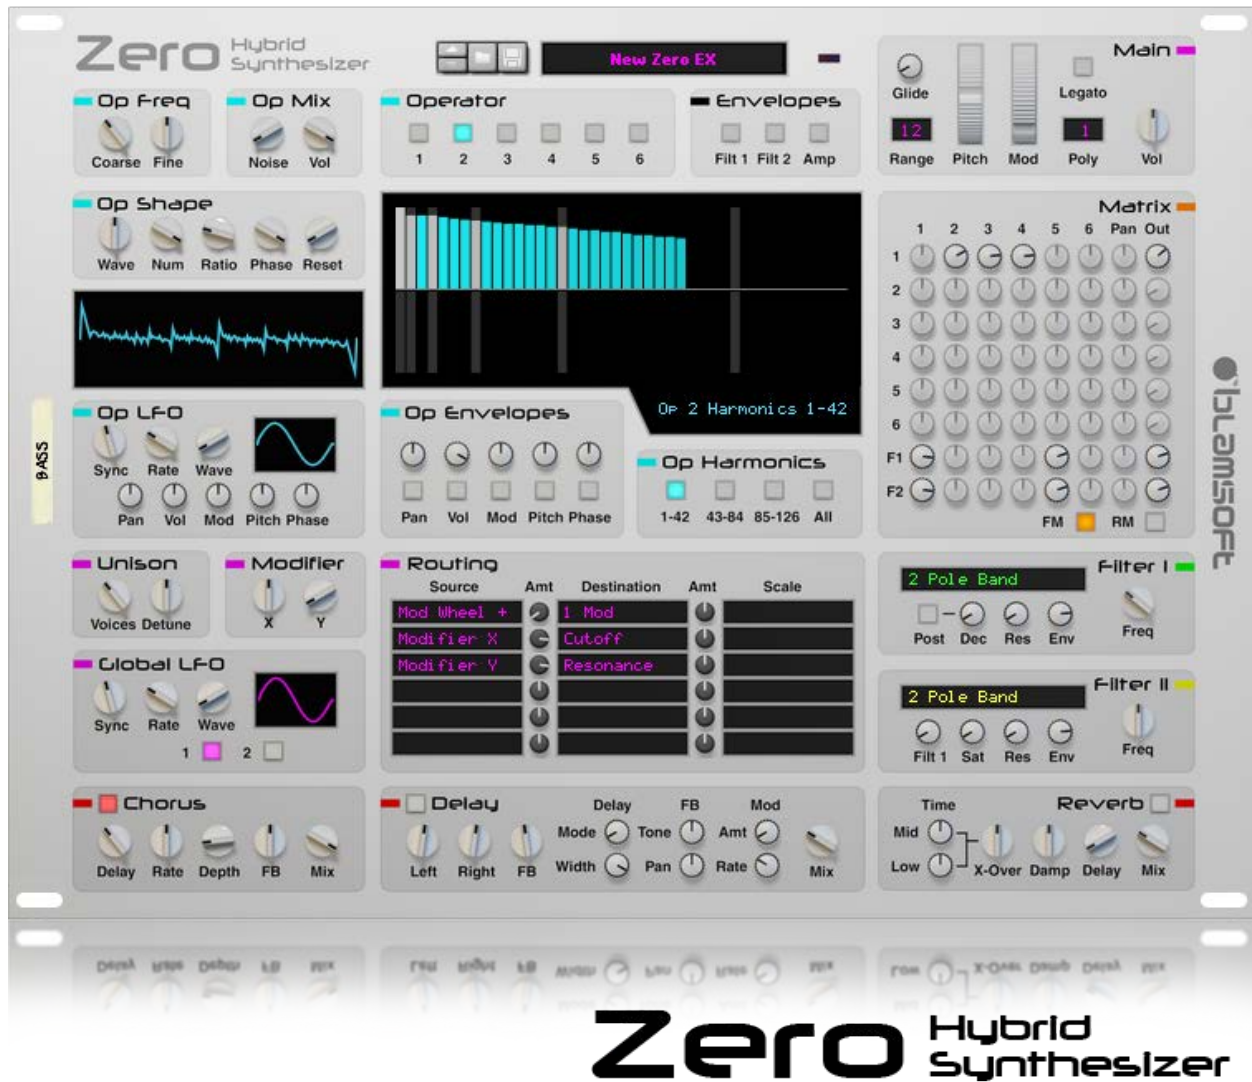 Zero Hybrid
Synthesizer
New Zero EX
Main
Glide
Legato
12
1
Range Pitch Mod Poly Vol
Op Freq
Coarse Fine
Op Mix
Noise Vol
Operator
1 2 3 4 5 6
Envelopes
Filt 1 Filt 2 Amp
Op Shape
Wave Num Ratio Phase Reset
Op 2 Harmonics 1-42
Matrix
1 2 3 4 5 6 Pan Out
1
2
3
4
5
6
F1
F2
FM RM
blamsoft
BASS
Op LFO
Sync Rate Wave
Pan Vol Mod Pitch Phase
Op Envelopes
Pan Vol Mod Pitch Phase
Op Harmonics
1-42 43-84 85-126 All
Unison
Voices Detune
Modifier
X Y
Routing
Source Amt Destination Amt Scale
Mod Wheel + 1 Mod
Modifier X Cutoff
Modifier Y Resonance
Filter I
2 Pole Band
Post Dec Res Env Freq
Global LFO
Sync Rate Wave
1 2
Filter II
2 Pole Band
Filt 1 Sat Res Env Freq
Chorus
Delay Rate Depth FB Mix
Delay
Delay FB Mod
Mode Tone Amt
Width Pan Rate
Left Right FB Mix
Reverb
Time
Mid
Low
X-Over Damp Delay Mix
Zero Hybrid
Synthesizer